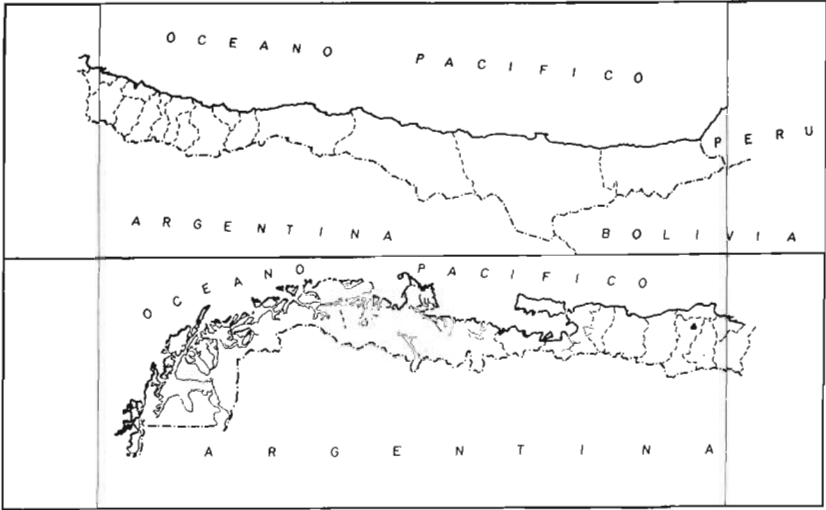 OCEANO PACIFICO
PERU
ARGENTINA
BOLIVIA
OCEANO PACIFICO
ARGENTINA